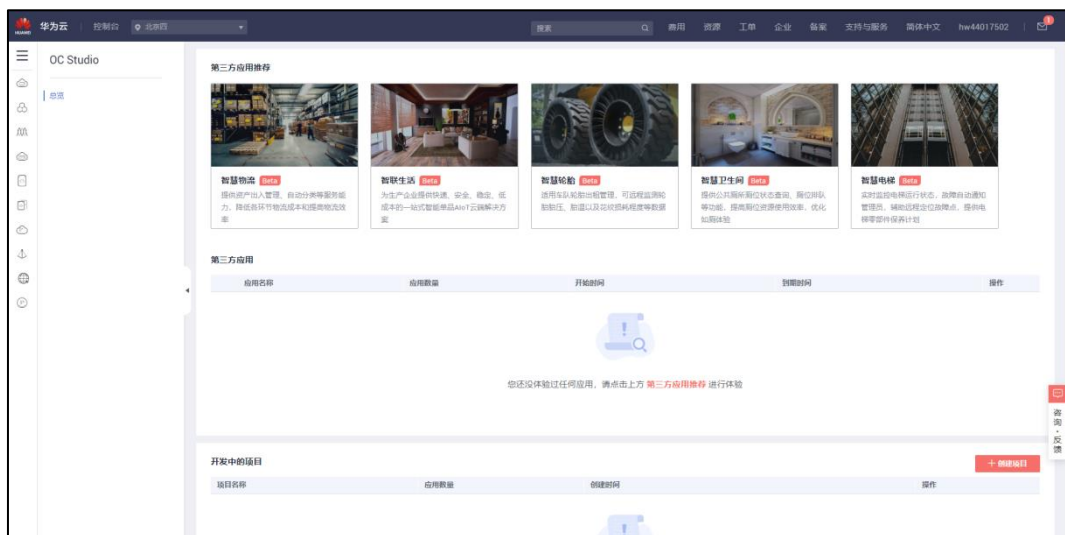 HUAWEI 华为云 控制台 北京四 搜索 费用 资源 工单 企业 备案 支持与服务 简体中文 hw44017502 1
OC Studio
总览
第三方应用推荐
智慧物流 Beta
提供资产出入管理、自动分类等服务能
力，降低各环节物流成本和提高物流效
率
智联生活 Beta
为生产企业提供快速、安全、稳定、低
成本的一站式智能单品AIoT云端解决方
案
智慧轮胎 Beta
适用车队轮胎出租管理，可远程监测轮
胎胎压、胎温以及花纹损耗程度等数据
智慧卫生间 Beta
提供公共厕所厕位状态查询、厕位排队
等功能，提高厕位资源使用效率，优化
如厕体验
智慧电梯 Beta
实时监控电梯运行状态，故障自动通知
管理员，辅助远程定位故障点，提供电
梯零部件保养计划
第三方应用
应用名称 应用数量 开始时间 到期时间 操作
您还没体验过任何应用，请点击上方 第三方应用推荐 进行体验
咨询·反馈
开发中的项目
＋ 创建项目
项目名称 应用数量 创建时间 操作